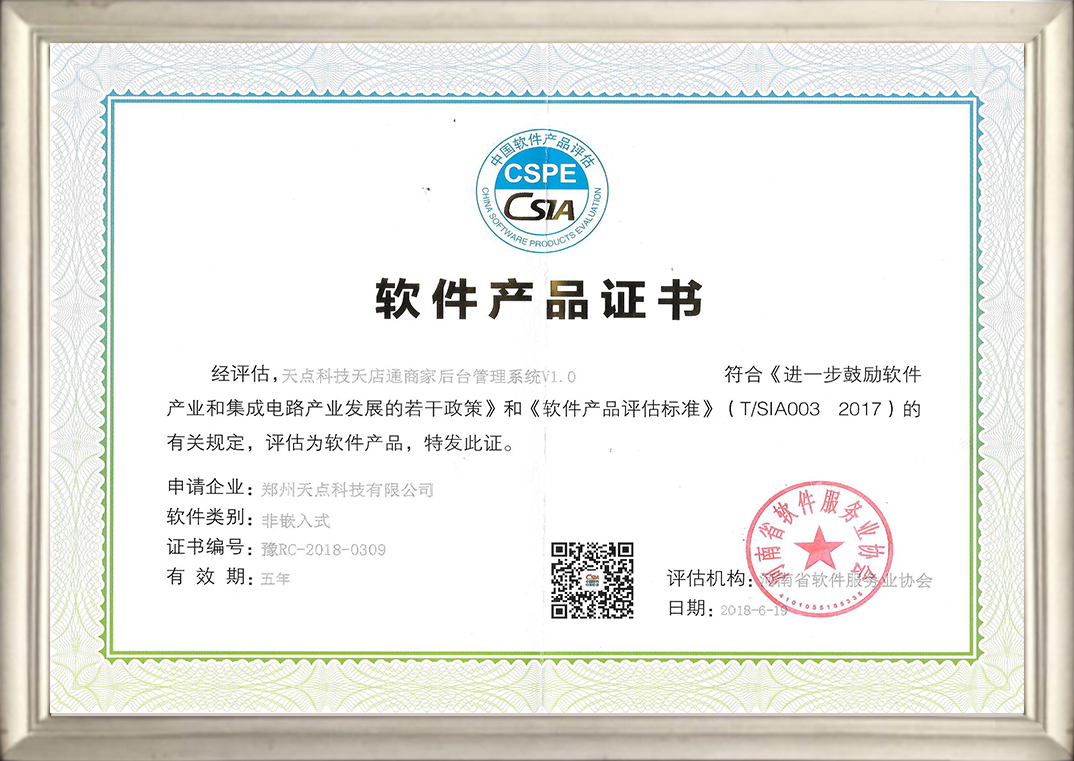 中国软件产品评估
CSPE
CSIA
CHINA SOFTWARE PRODUCTS EVALUATION
软件产品证书
经评估，天点科技天店通商家后台管理系统V1.0 符合《进一步鼓励软件
产业和集成电路产业发展的若干政策》和《软件产品评估标准》（T/SIA003 2017）的
有关规定，评估为软件产品，特发此证。
申请企业：郑州天点科技有限公司
软件类别：非嵌入式
证书编号：豫RC-2018-0309
有 效 期：五年
评估机构：河南省软件服务业协会
日期：2018-6-19
河南省软件服务业协会